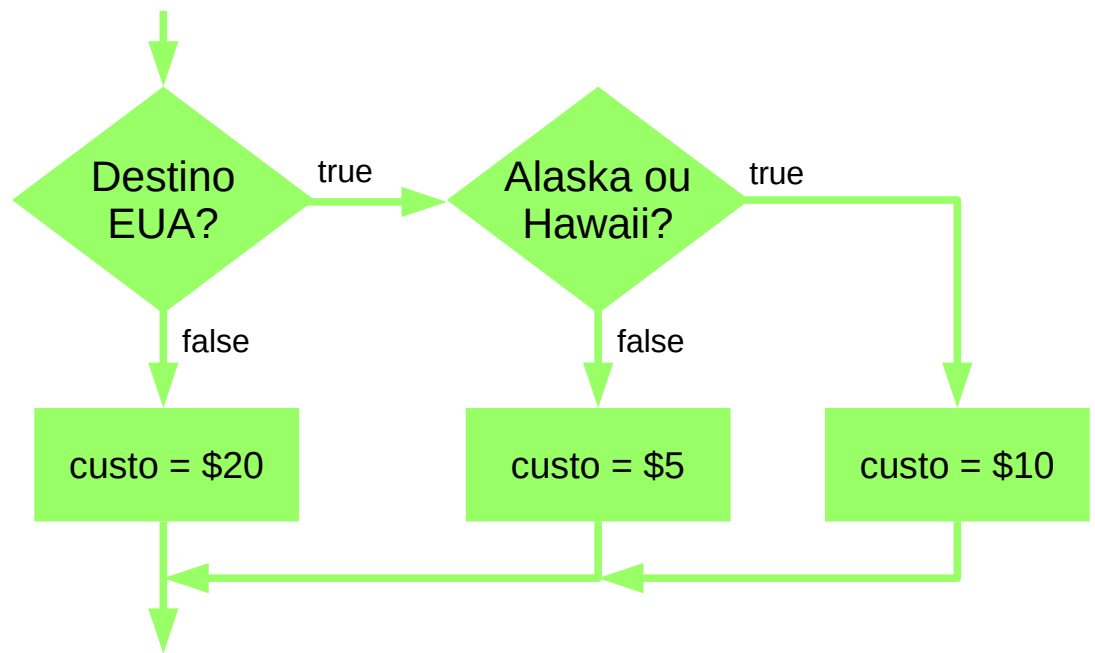 Destino
EUA?
true
Alaska ou
Hawaii?
true
false
false
custo = $20
custo = $5
custo = $10